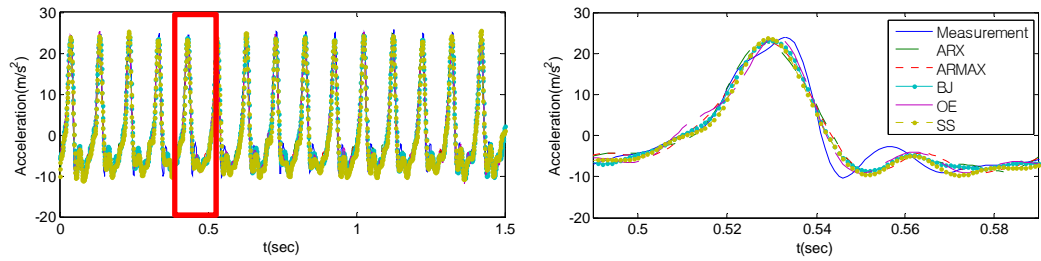 30
20
10
0
-10
-20
0
0.5
1
1.5
t(sec)
Acceleration(m/s²)
30
20
10
0
-10
-20
0.5
0.52
0.54
0.56
0.58
t(sec)
Acceleration(m/s²)
Measurement
ARX
ARMAX
BJ
OE
SS